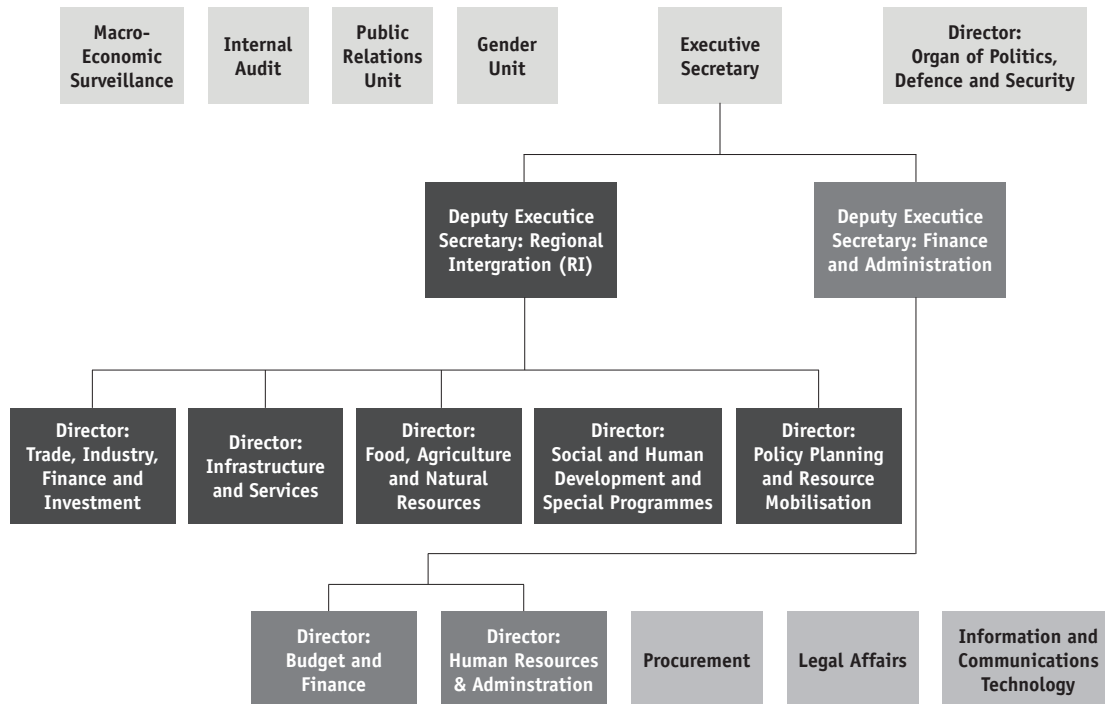 Macro-
Economic
Surveillance
Internal
Audit
Public
Relations
Unit
Gender
Unit
Executive
Secretary
Director:
Organ of Politics,
Defence and Security
Deputy Executice
Secretary: Regional
Intergration (RI)
Deputy Executice
Secretary: Finance
and Administration
Director:
Trade, Industry,
Finance and
Investment
Director:
Infrastructure
and Services
Director:
Food, Agriculture
and Natural
Resources
Director:
Social and Human
Development and
Special Programmes
Director:
Policy Planning
and Resource
Mobilisation
Director:
Budget and
Finance
Director:
Human Resources
& Adminstration
Procurement
Legal Affairs
Information and
Communications
Technology